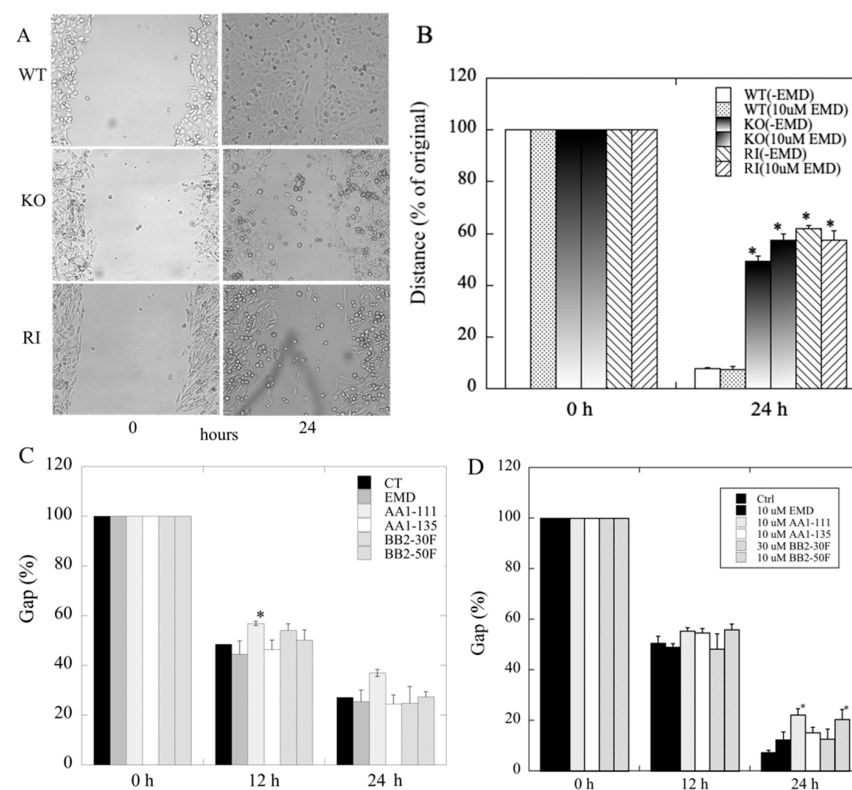 A
WT
KO
RI
0
hours
24
B
Distance (% of original)
120
100
80
60
40
20
0
WT(-EMD)
WT(10uM EMD)
KO(-EMD)
KO(10uM EMD)
RI(-EMD)
RI(10uM EMD)
* * * *
0 h
24 h
C
Gap (%)
120
100
80
60
40
20
0
CT
EMD
AA1-111
AA1-135
BB2-30F
BB2-50F
*
0 h
12 h
24 h
D
Gap (%)
120
100
80
60
40
20
0
Ctrl
10 uM EMD
10 uM AA1-111
10 uM AA1-135
30 uM BB2-30F
10 uM BB2-50F
* *
0 h
12 h
24 h